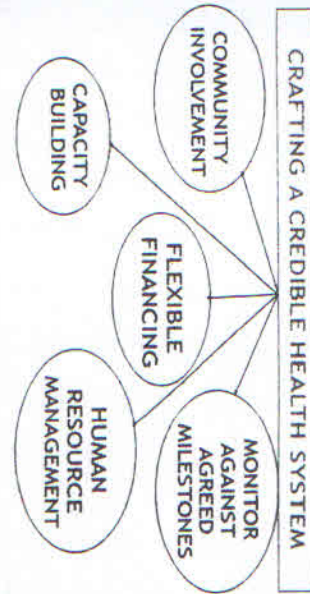 CRAFTING A CREDIBLE HEALTH SYSTEM
COMMUNITY
INVOLVEMENT
MONITOR
AGAINST
AGREED
MILESTONES
FLEXIBLE
FINANCING
CAPACITY
BUILDING
HUMAN
RESOURCE
MANAGEMENT